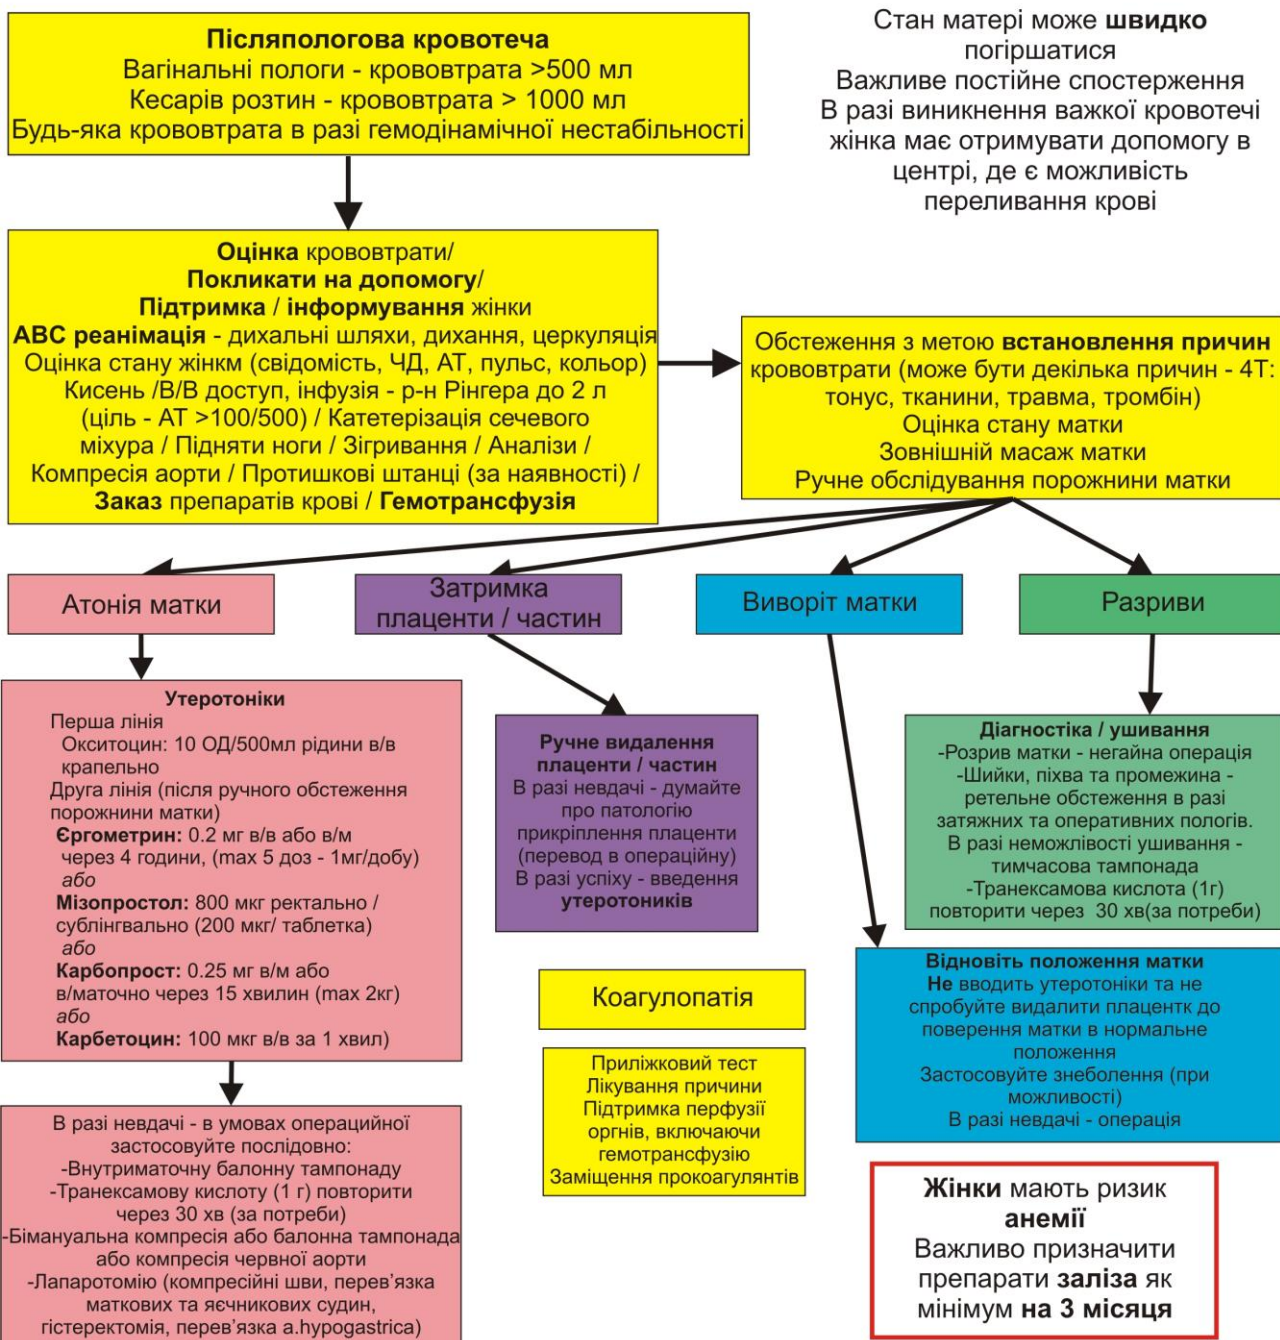 Післяпологова кровотеча
Вагінальні пологи - крововтрата >500 мл
Кесарів розтин - крововтрата > 1000 мл
Будь-яка крововтрата в разі гемодінамічної нестабільності
Стан матері може швидко
погіршатися
Важливе постійне спостерження
В разі виникнення важкої кровотечі
жінка має отримувати допомогу в
центрі, де є можливість
переливання крові
Оцінка крововтрати/
Покликати на допомогу/
Підтримка / інформування жінки
АВС реанімація - дихальні шляхи, дихання, церкуляція
Оцінка стану жінкм (свідомість, ЧД, АТ, пульс, кольор)
Кисень /В/В доступ, інфузія - р-н Рінгера до 2 л
(ціль - АТ >100/500) / Катетерізація сечевого
міхура / Підняти ноги / Зігривання / Аналізи /
Компресія аорти / Протишкові штанці (за наявності) /
Заказ препаратів крові / Гемотрансфузія
Обстеження з метою встановлення причин
крововтрати (може бути декілька причин - 4Т:
тонус, тканини, травма, тромбін)
Оцінка стану матки
Зовнішній масаж матки
Ручне обслідування порожнини матки
Атонія матки
Затримка
плаценти / частин
Виворіт матки
Разриви
Утеротоніки
Перша лінія
Окситоцин: 10 ОД/500мл рідини в/в
крапельно
Друга лінія (після ручного обстеження
порожнини матки)
Єргометрин: 0.2 мг в/в або в/м
через 4 години, (max 5 доз - 1мг/добу)
або
Мізопростол: 800 мкг ректально /
сублінгвально (200 мкг/ таблетка)
або
Карбопрост: 0.25 мг в/м або
в/маточно через 15 хвилин (max 2кг)
або
Карбетоцин: 100 мкг в/в за 1 хвил)
В разі невдачі - в умовах операційної
застосовуйте послідовно:
-Внутриматочну балонну тампонаду
-Транексамову кислоту (1 г) повторити
через 30 хв (за потреби)
-Бімануальна компресія або балонна тампонада
або компресія червної аорти
-Лапаротомію (компресійні шви, перев'язка
маткових та яєчникових судин,
гістеректомія, перев'язка a.hypogastrica)
Ручне видалення
плаценти / частин
В разі невдачі - думайте
про патологію
прикріплення плаценти
(перевод в операційну)
В разі успіху - введення
утеротоників
Коагулопатія
Приліжковий тест
Лікування причини
Підтримка перфузії
оргнів, включаючи
гемотрансфузію
Заміщення прокоагулянтів
Діагностіка / ушивання
-Розрив матки - негайна операція
-Шийки, піхва та промежина -
ретельне обстеження в разі
затяжних та оперативних пологів.
В разі неможливості ушивання -
тимчасова тампонада
-Транексамова кислота (1г)
повторити через 30 хв(за потреби)
Відновіть положення матки
Не вводить утеротоніки та не
спробуйте видалити плацентк до
поверення матки в нормальне
положення
Застосовуйте знеболення (при
можливості)
В разі невдачі - операція
Жінки мають ризик
анемії
Важливо призначити
препарати заліза як
мінімум на 3 місяця